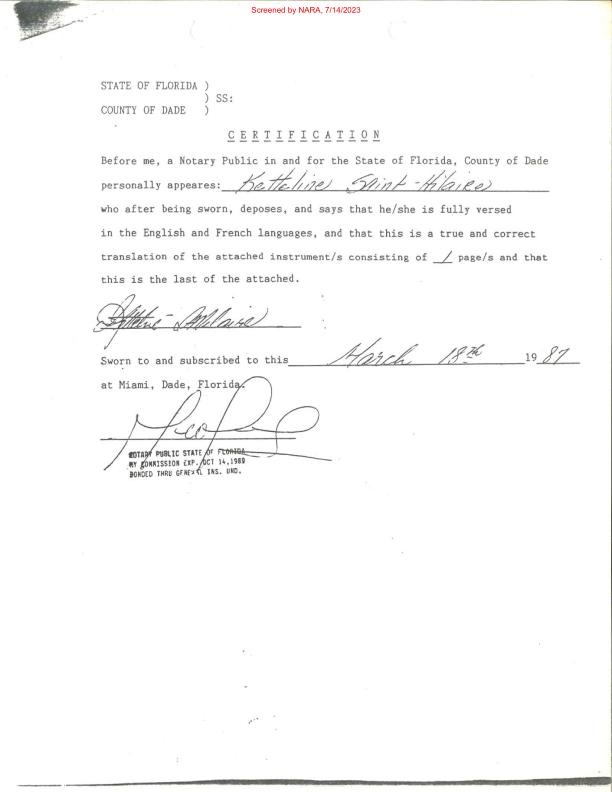 Screened by NARA, 7/14/2023
STATE OF FLORIDA )
) SS:
COUNTY OF DADE )
CERTIFICATION
Before me, a Notary Public in and for the State of Florida, County of Dade
personally appears: Ketteline Saint-Hilaire
who after being sworn, deposes, and says that he/she is fully versed
in the English and French languages, and that this is a true and correct
translation of the attached instrument/s consisting of 1 page/s and that
this is the last of the attached.
Sworn to and subscribed to this March 18th 1987
at Miami, Dade, Florida.
NOTARY PUBLIC STATE OF FLORIDA
MY COMMISSION EXP. OCT 14,1989
BONDED THRU GENERAL INS. UND.